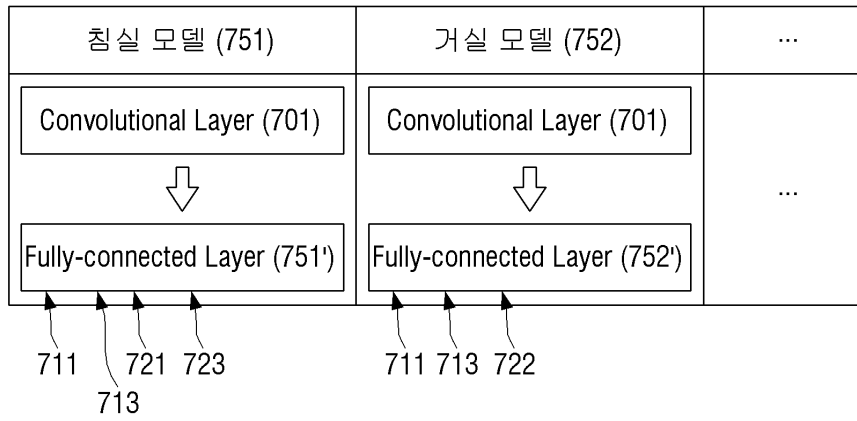 침실 모델 (751)
거실 모델 (752)
...
Convolutional Layer (701)
Convolutional Layer (701)
...
Fully-connected Layer (751')
Fully-connected Layer (752')
711 721 723
713
711 713 722